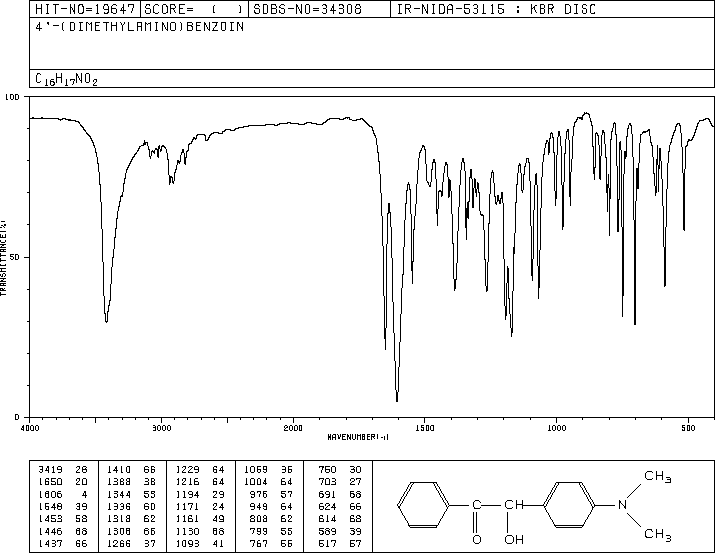 HIT-NO=19647 SCORE= ( ) SDBS-NO=34308 IR-NIDA-53115 : KBR DISC
4'-(DIMETHYLAMINO)BENZOIN
C16H17NO2
100
50
0
TRANSMITTANCE(%)
4000 3000 2000 1500 1000 500
WAVENUMBER(-1)
3419 28 1410 66 1229 64 1069 36 760 30
1650 20 1388 38 1216 64 1004 64 703 27
1606 4 1344 55 1194 29 976 57 691 68
1548 39 1336 60 1171 24 949 64 624 66
1453 58 1318 62 1161 49 808 62 614 68
1446 68 1308 66 1130 68 799 55 589 39
1437 66 1266 37 1093 41 767 56 517 57
CH3
C CH N
O OH CH3